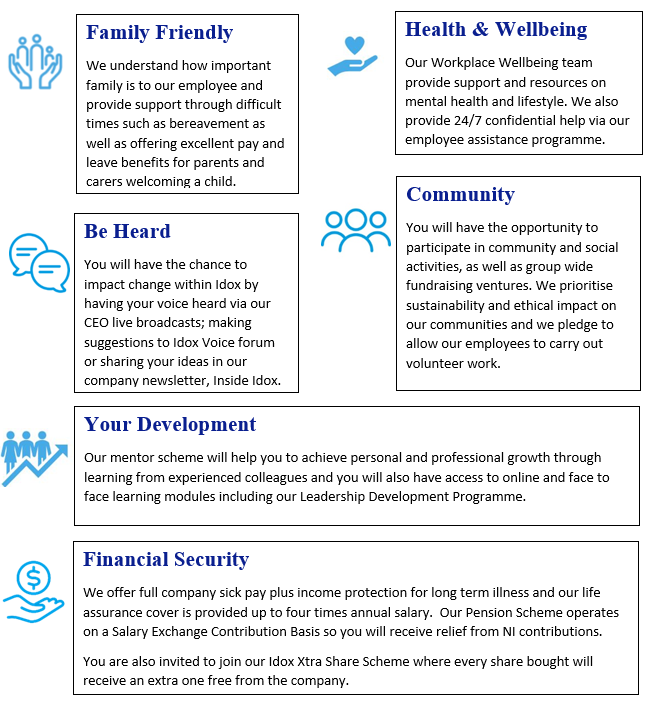 Family Friendly
We understand how important
family is to our employee and
provide support through difficult
times such as bereavement as
well as offering excellent pay and
leave benefits for parents and
carers welcoming a child.
Health & Wellbeing
Our Workplace Wellbeing team
provide support and resources on
mental health and lifestyle. We also
provide 24/7 confidential help via our
employee assistance programme.
Be Heard
You will have the chance to
impact change within Idox by
having your voice heard via our
CEO live broadcasts; making
suggestions to Idox Voice forum
or sharing your ideas in our
company newsletter, Inside Idox.
Community
You will have the opportunity to
participate in community and social
activities, as well as group wide
fundraising ventures. We prioritise
sustainability and ethical impact on
our communities and we pledge to
allow our employees to carry out
volunteer work.
Your Development
Our mentor scheme will help you to achieve personal and professional growth through
learning from experienced colleagues and you will also have access to online and face to
face learning modules including our Leadership Development Programme.
$
Financial Security
We offer full company sick pay plus income protection for long term illness and our life
assurance cover is provided up to four times annual salary.  Our Pension Scheme operates
on a Salary Exchange Contribution Basis so you will receive relief from NI contributions.
You are also invited to join our Idox Xtra Share Scheme where every share bought will
receive an extra one free from the company.